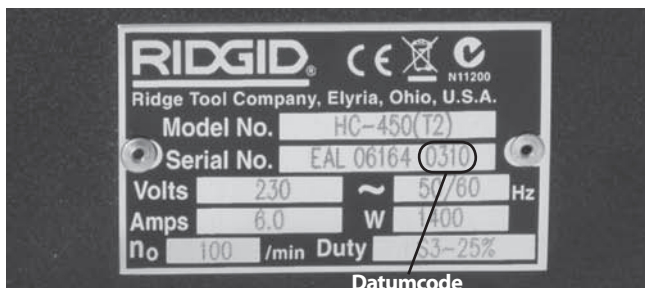 RIDGID® CE N11200
Ridge Tool Company, Elyria, Ohio, U.S.A.
Model No. HC-450(T2)
Serial No. EAL 06164 0310
Volts 230 ~ 50/60 Hz
Amps 6.0 W 1400
no 100 /min Duty S3-25%
Datumcode